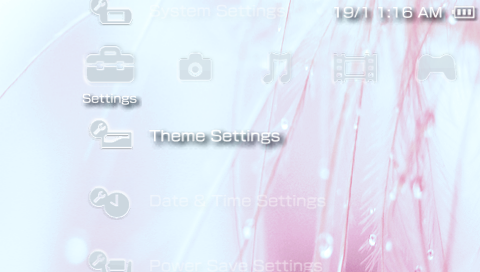 System Settings
19/1 1:16 AM
Settings
Theme Settings
Date & Time Settings
Power Save Settings